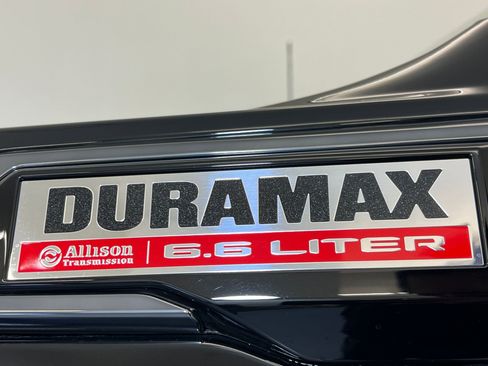 DURAMAX
Allison | 6.6 LITER
Transmission